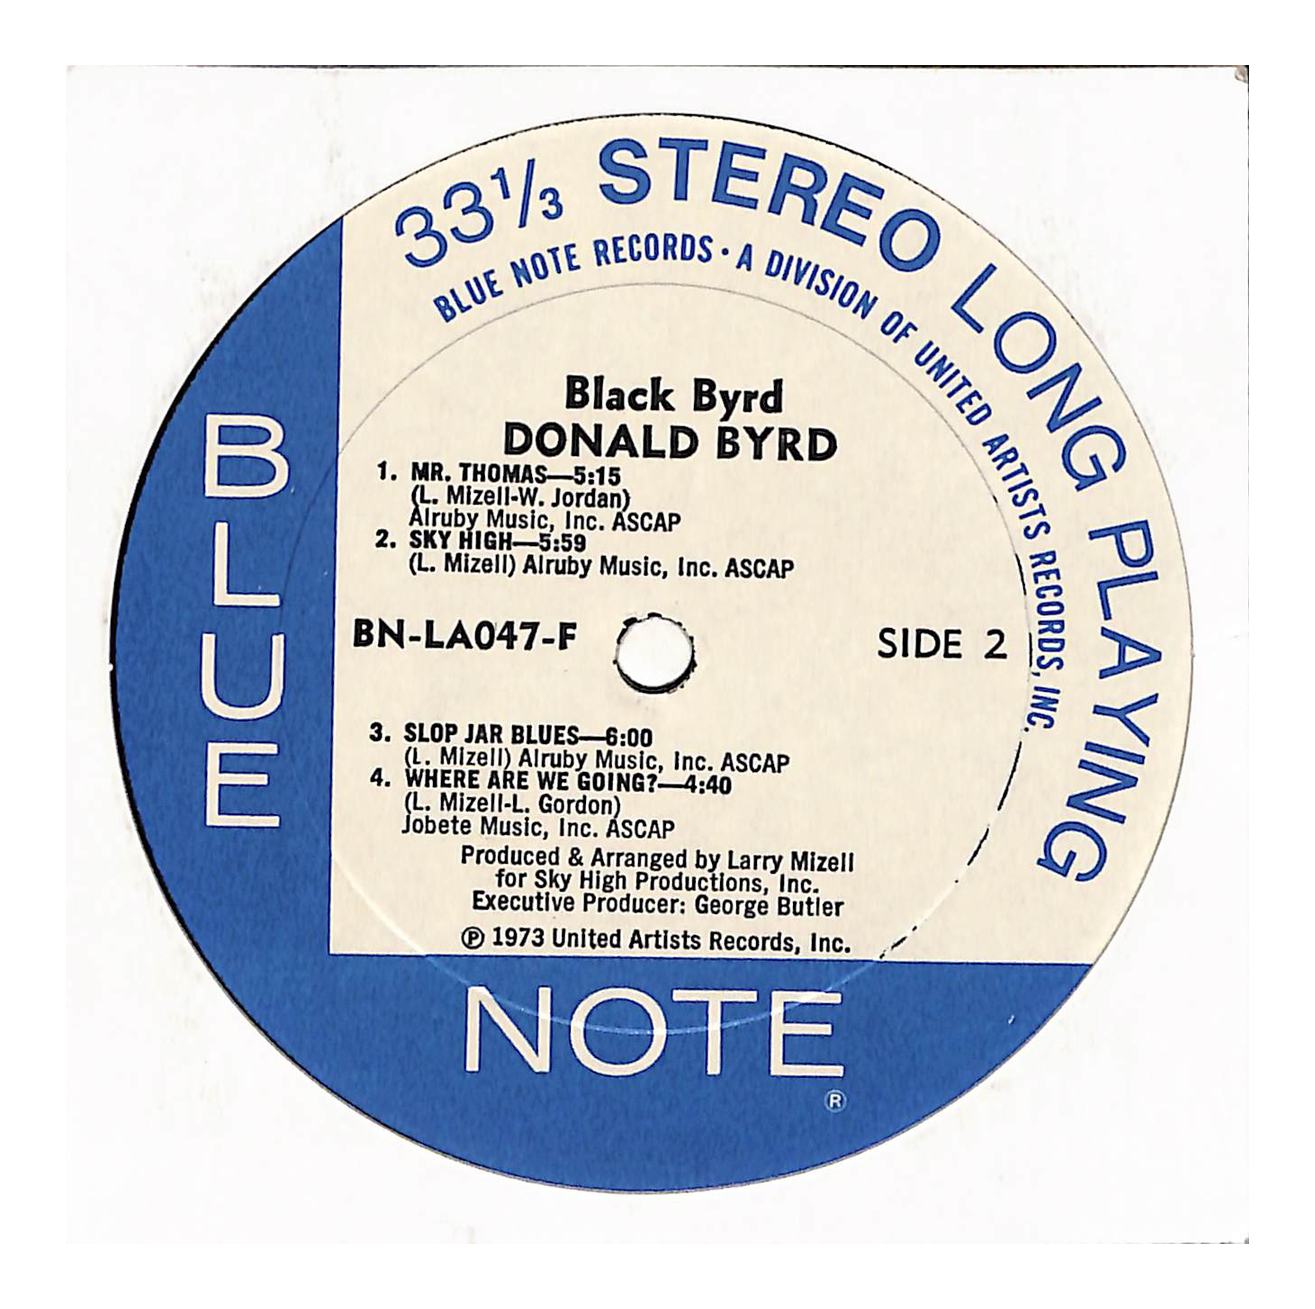 33 1/3 STEREO LONG PLAYING
BLUE NOTE RECORDS · A DIVISION OF UNITED ARTISTS RECORDS, INC.
Black Byrd
DONALD BYRD
1. MR. THOMAS—5:15
(L. Mizell-W. Jordan)
Alruby Music, Inc. ASCAP
2. SKY HIGH—5:59
(L. Mizell) Alruby Music, Inc. ASCAP
BN-LA047-F
SIDE 2
3. SLOP JAR BLUES—6:00
(L. Mizell) Alruby Music, Inc. ASCAP
4. WHERE ARE WE GOING?—4:40
(L. Mizell-L. Gordon)
Jobete Music, Inc. ASCAP
Produced & Arranged by Larry Mizell
for Sky High Productions, Inc.
Executive Producer: George Butler
℗ 1973 United Artists Records, Inc.
BLUE
NOTE
®